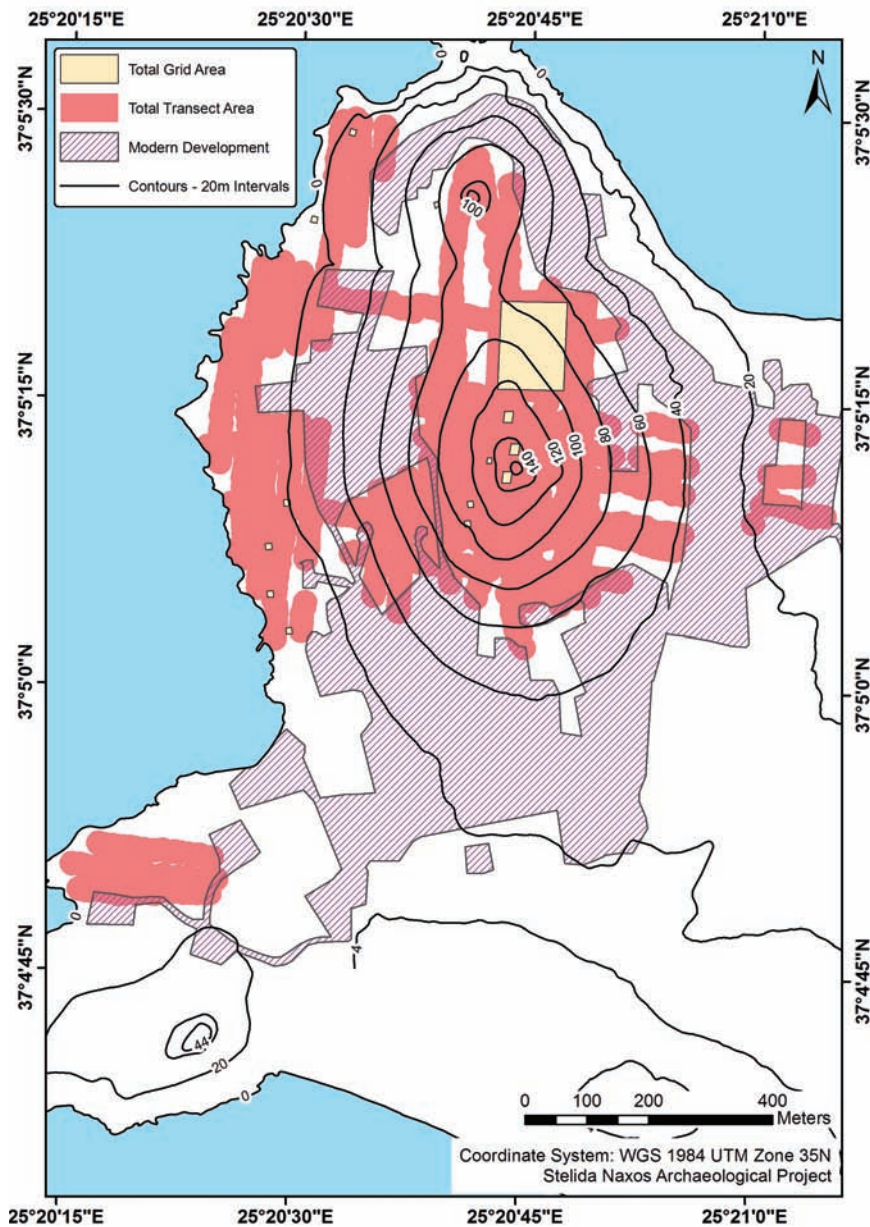 25°20'15"E
25°20'30"E
25°20'45"E
25°21'0"E
Total Grid Area
Total Transect Area
Modern Development
Contours - 20m Intervals
N
37°5'30"N
37°5'30"N
37°5'15"N
37°5'15"N
37°5'0"N
37°5'0"N
37°4'45"N
37°4'45"N
0
0
0
0
100
20
40
60
80
100
120
140
0
-4
44
20
0
0 100 200 400
Meters
Coordinate System: WGS 1984 UTM Zone 35N
Stelida Naxos Archaeological Project
25°20'15"E
25°20'30"E
25°20'45"E
25°21'0"E